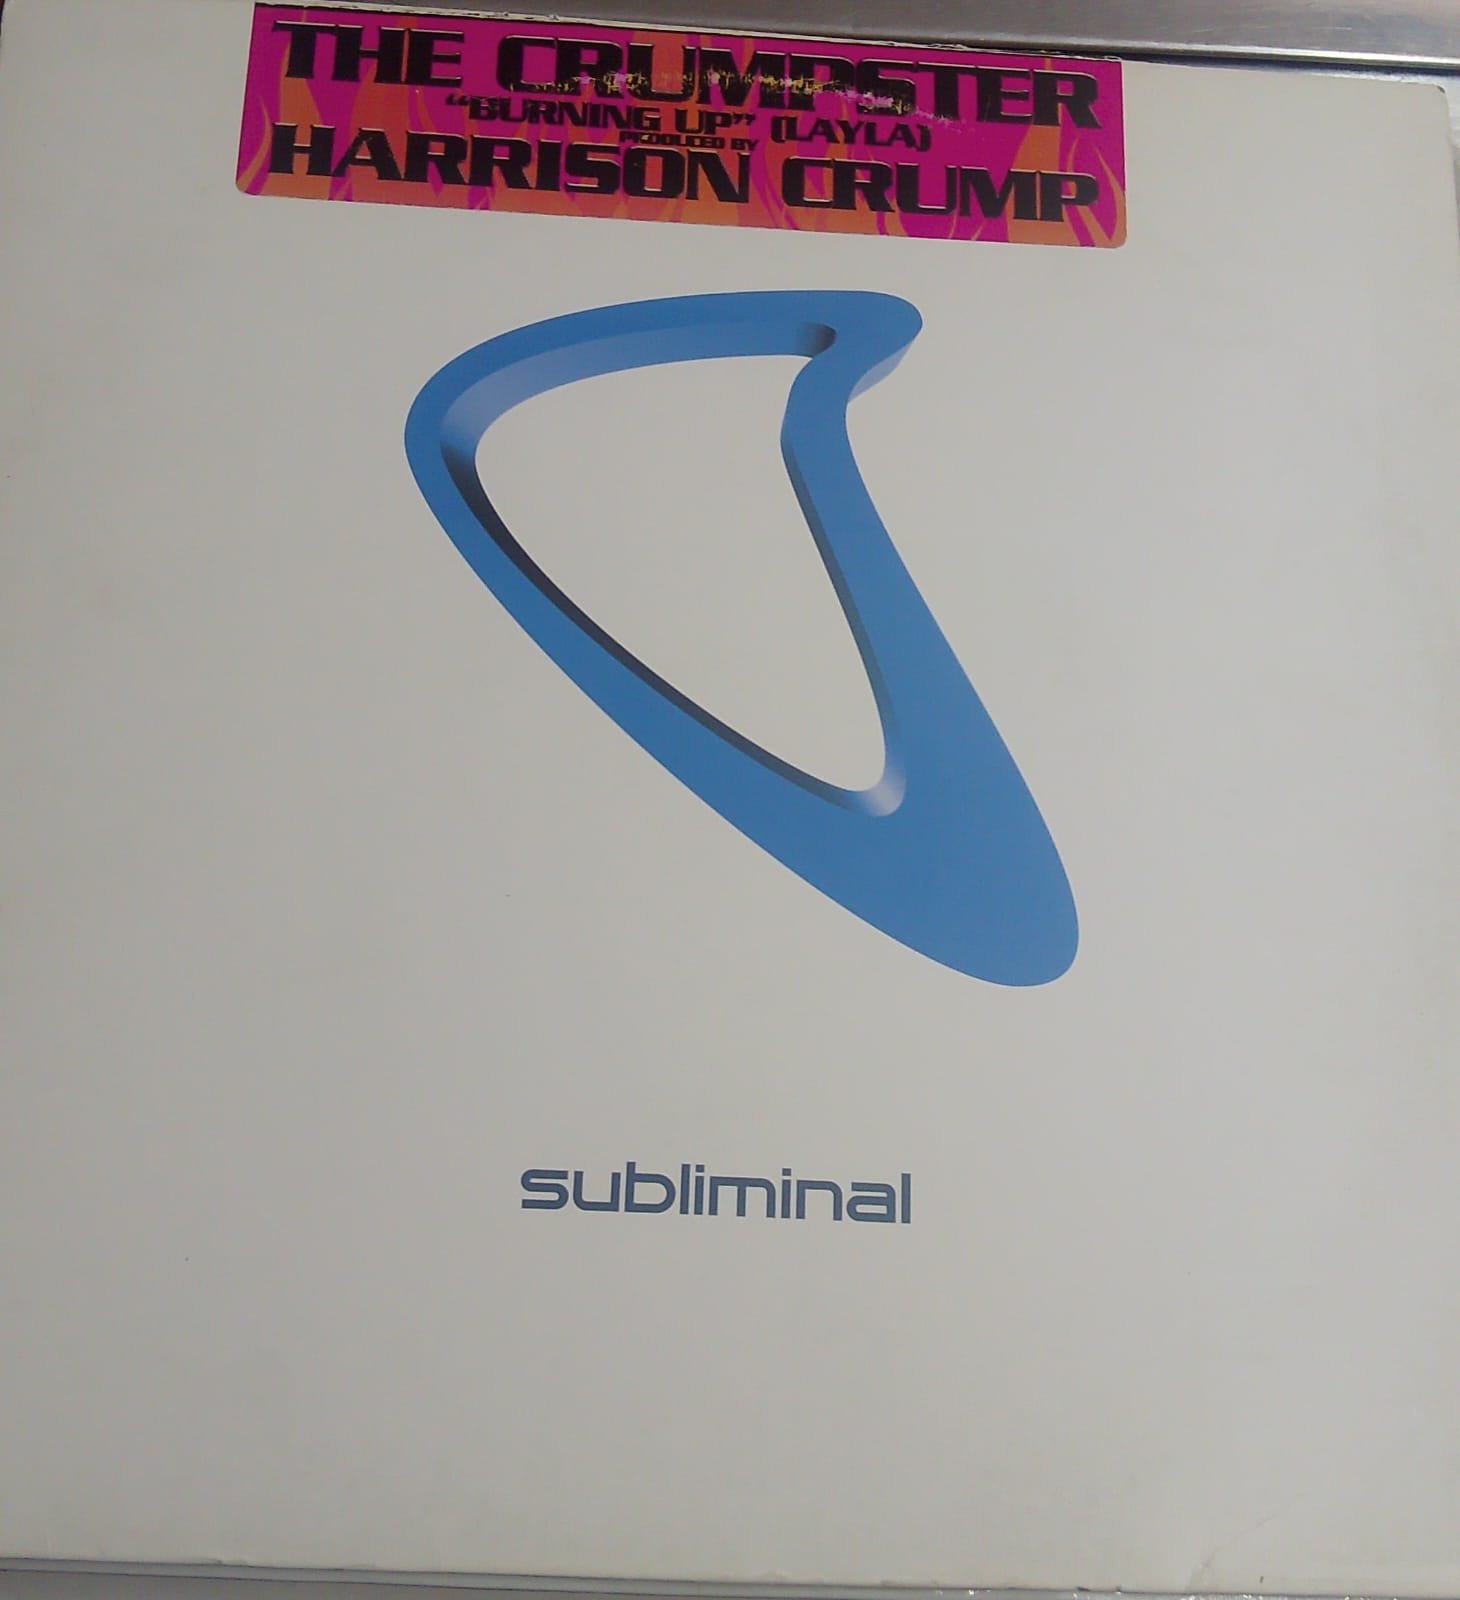 THE CRUMPSTER
“BURNING UP” (LAYLA)
PRODUCED BY
HARRISON CRUMP
subliminal